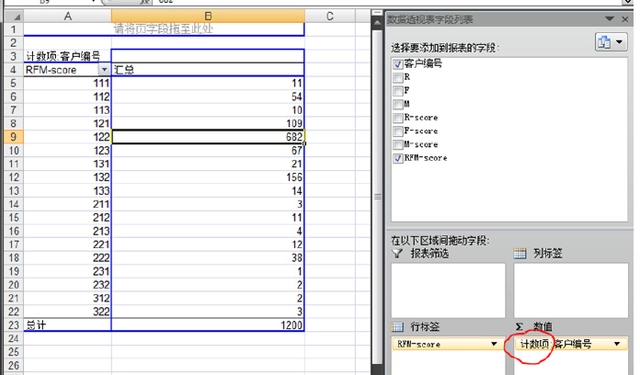 A B C D
1 请将页字段拖至此处
2
3 计数项:客户编号
4 RFM-score 汇总
5 111 11
6 112 54
7 113 10
8 121 109
9 122 682
10 123 67
11 131 21
12 132 156
13 133 14
14 211 3
15 212 11
16 213 4
17 221 12
18 222 38
19 231 1
20 232 2
21 312 2
22 322 3
23 总计 1200
24
25
26
数据透视表字段列表
选择要添加到报表的字段:
客户编号
R
F
M
R-score
F-score
M-score
RFM-score
在以下区域间拖动字段:
报表筛选 列标签
行标签 Σ 数值
RFM-score 计数项:客户编号